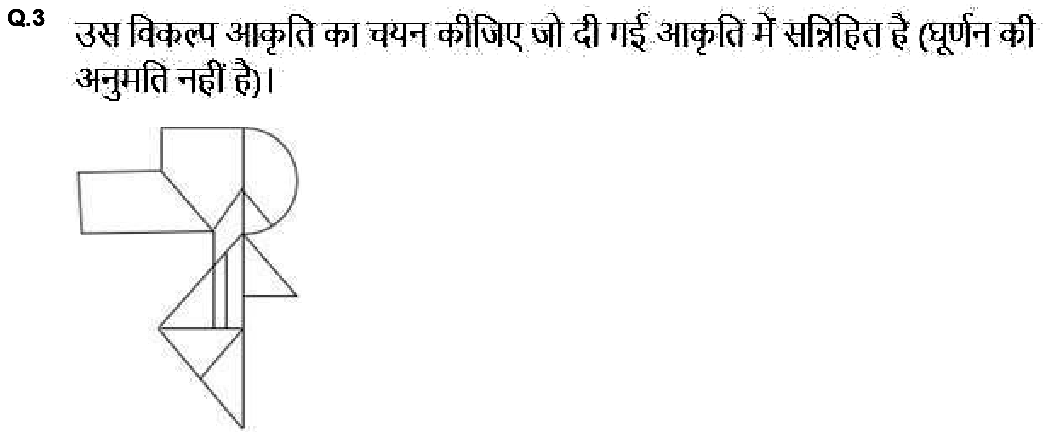 Q.3 उस विकल्प आकृति का चयन कीजिए जो दी गई आकृति में सन्निहित है (घूर्णन की
अनुमति नहीं है)।